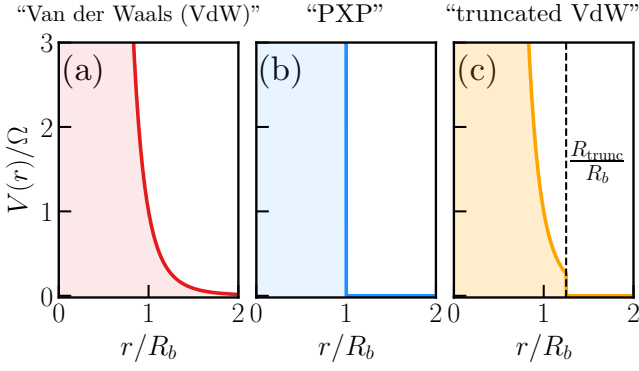 “Van der Waals (VdW)”
“PXP”
“truncated VdW”
(a)
(b)
(c)
V(r)/Ω
3
2
1
0
R_trunc
R_b
0 1 2
0 1 2
0 1 2
r/R_b
r/R_b
r/R_b